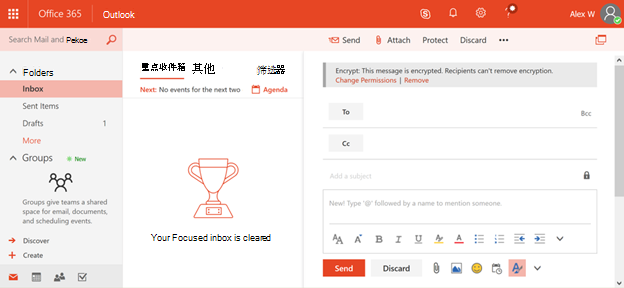 Office 365
Outlook
Alex W
Search Mail and Pekoe
Send
Attach
Protect
Discard
Folders
Inbox
Sent Items
Drafts 1
More
Groups
New
Groups give teams a shared
space for email, documents,
and scheduling events.
Discover
Create
重点收件箱 其他 筛选器
Next: No events for the next two
Agenda
Your Focused inbox is cleared
Encrypt: This message is encrypted. Recipients can't remove encryption.
Change Permissions | Remove
To
Bcc
Cc
Add a subject
New! Type '@' followed by a name to mention someone.
Send
Discard